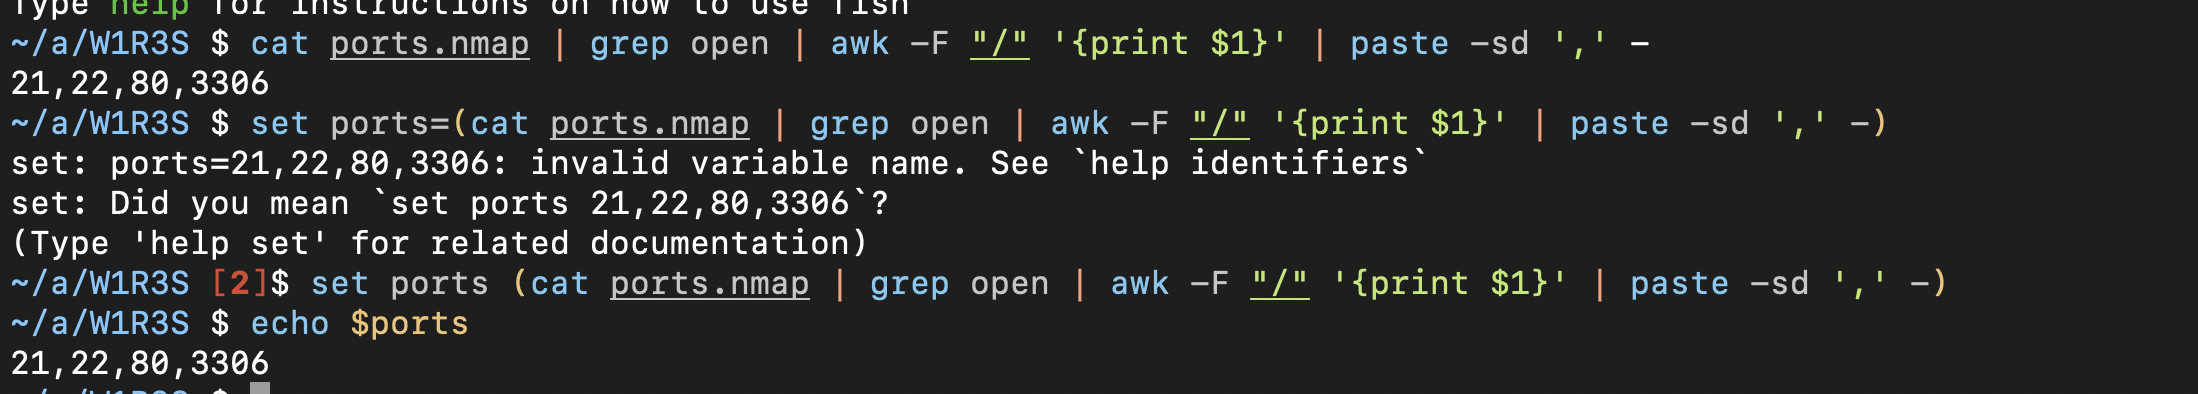 Type help for instructions on how to use fish
~/a/W1R3S $ cat ports.nmap | grep open | awk -F "/" '{print $1}' | paste -sd ',' -
21,22,80,3306
~/a/W1R3S $ set ports=(cat ports.nmap | grep open | awk -F "/" '{print $1}' | paste -sd ',' -)
set: ports=21,22,80,3306: invalid variable name. See `help identifiers`
set: Did you mean `set ports 21,22,80,3306`?
(Type 'help set' for related documentation)
~/a/W1R3S [2]$ set ports (cat ports.nmap | grep open | awk -F "/" '{print $1}' | paste -sd ',' -)
~/a/W1R3S $ echo $ports
21,22,80,3306
~/a/W1R3S $